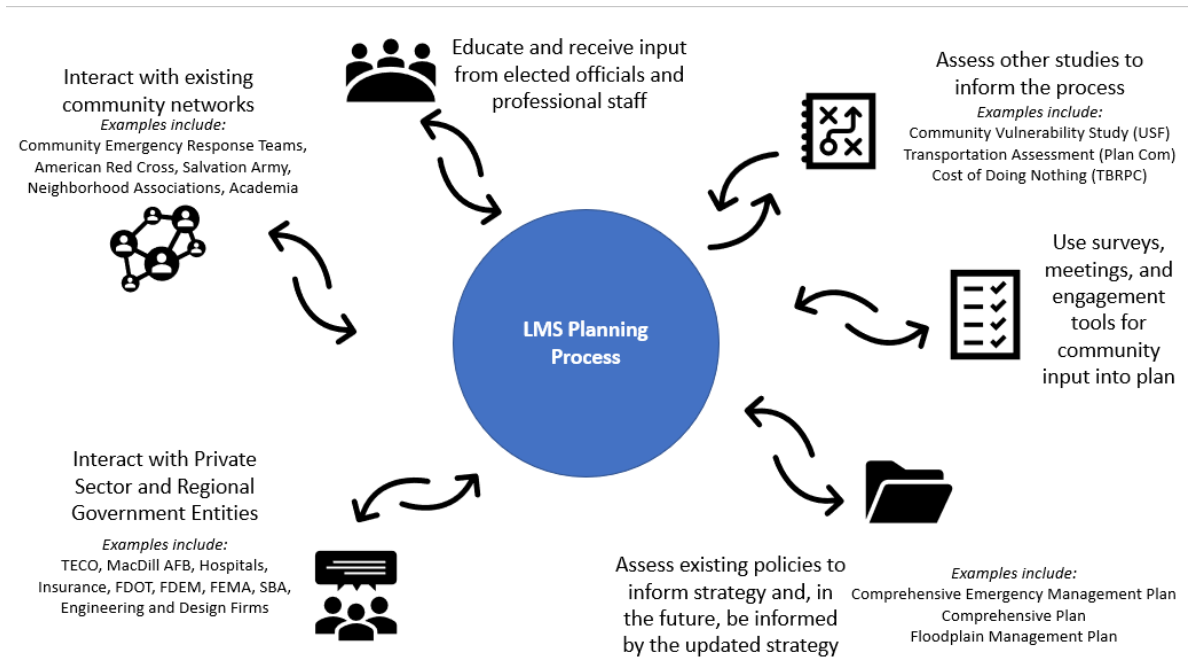 Educate and receive input
from elected officials and
professional staff
Interact with existing
community networks
Examples include:
Community Emergency Response Teams,
American Red Cross, Salvation Army,
Neighborhood Associations, Academia
Assess other studies to
inform the process
Examples include:
Community Vulnerability Study (USF)
Transportation Assessment (Plan Com)
Cost of Doing Nothing (TBRPC)
Use surveys,
meetings, and
engagement
tools for
community
input into plan
LMS Planning
Process
Interact with Private
Sector and Regional
Government Entities
Examples include:
TECO, MacDill AFB, Hospitals,
Insurance, FDOT, FDEM, FEMA, SBA,
Engineering and Design Firms
Assess existing policies to
inform strategy and, in
the future, be informed
by the updated strategy
Examples include:
Comprehensive Emergency Management Plan
Comprehensive Plan
Floodplain Management Plan